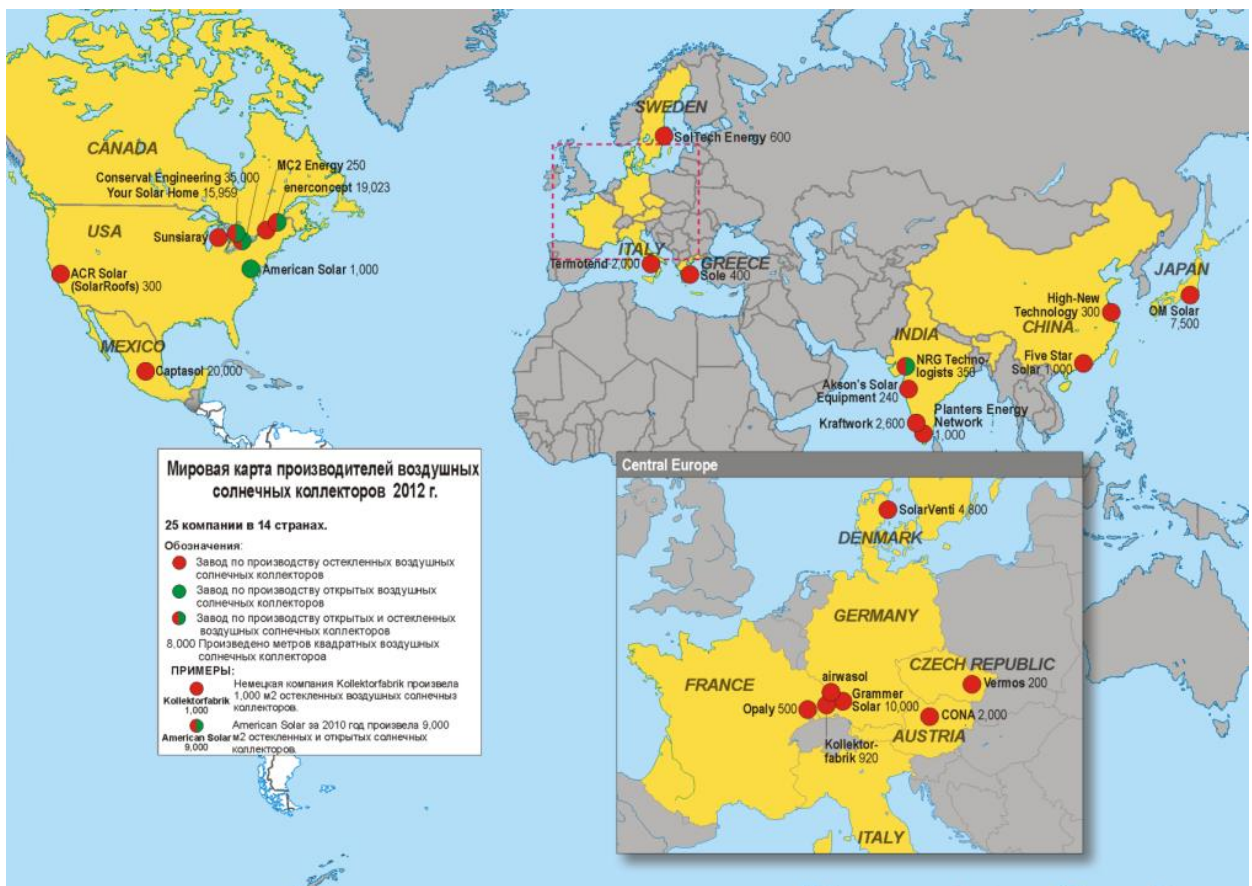 CANADA
MC2 Energy 250
Conserval Engineering 35,000
Your Solar Home 15,959
enerconcept 19,023
USA
Sunsiaray
ACR Solar
(SolarRoofs) 300
American Solar 1,000
MEXICO
Captasol 20,000
SWEDEN
SolTech Energy 600
ITALY
Termotend 2,000
GREECE
Sole 400
JAPAN
OM Solar
7,500
High-New
Technology 300
CHINA
Five Star
Solar 1,000
INDIA
NRG Techno-
logists 350
Akson's Solar
Equipment 240
Kraftwork 2,600
Planters Energy
Network
1,000
Мировая карта производителей воздушных
солнечных коллекторов 2012 г.
25 компании в 14 странах.
Обозначения:
Завод по производству остекленных воздушных
солнечных коллекторов
Завод по производству открытых воздушных
солнечных коллекторов
Завод по производству открытых и остекленных
воздушных солнечных коллекторов
8,000 Произведено метров квадратных воздушных
солнечных коллектороа
ПРИМЕРЫ:
Kollektorfabrik
1,000
Немецкая компания Kollektorfabrik произвела
1,000 м2 остекленных воздушных солнечныз
коллекторов.
American Solar
9,000
American Solar за 2010 год произвела 9,000
м2 остекленных и открытых солнечных
коллекторов.
Central Europe
SolarVenti 4 800
DENMARK
GERMANY
CZECH REPUBLIC
Vermos 200
FRANCE
airwasol
Grammer
Solar 10,000
Opaly 500
CONA 2,000
AUSTRIA
Kollektor-
fabrik 920
ITALY